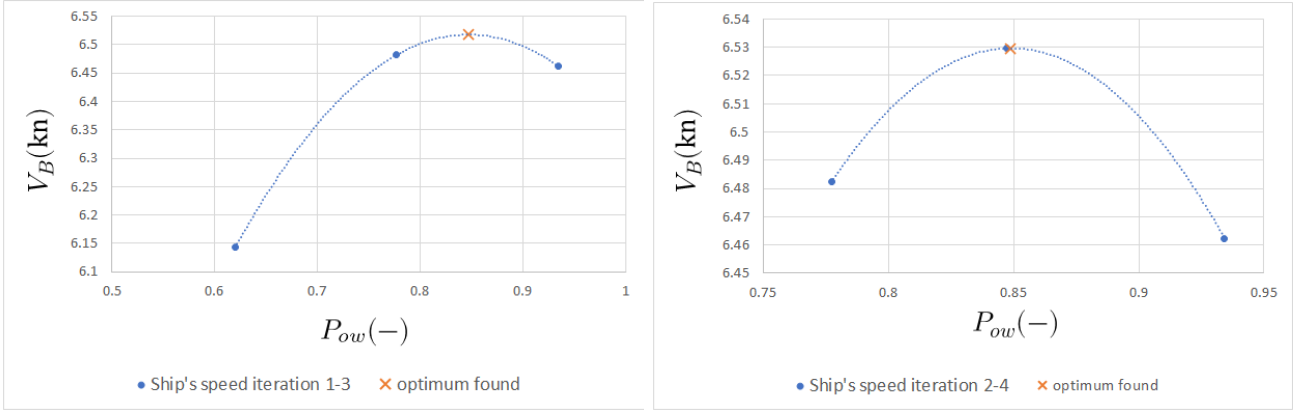 6.55
6.5
6.45
6.4
6.35
6.3
6.25
6.2
6.15
6.1
V_B(kn)
0.5 0.6 0.7 0.8 0.9 1
P_ow(−)
Ship's speed iteration 1-3 optimum found
6.54
6.53
6.52
6.51
6.5
6.49
6.48
6.47
6.46
6.45
V_B(kn)
0.75 0.8 0.85 0.9 0.95
P_ow(−)
Ship's speed iteration 2-4 optimum found